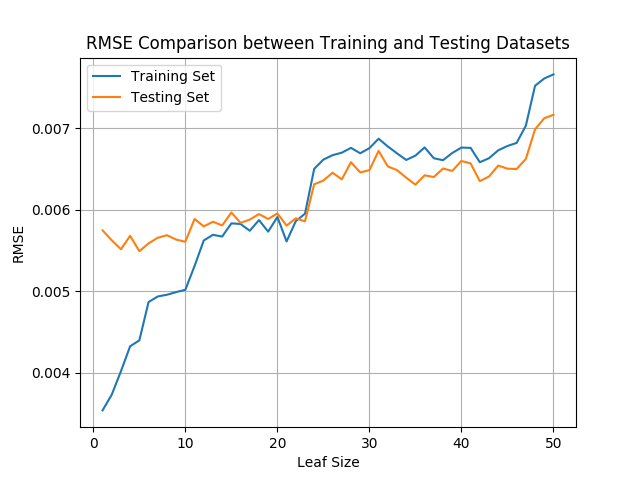 RMSE Comparison between Training and Testing Datasets
Training Set
Testing Set
0.007
0.006
0.005
0.004
RMSE
0 10 20 30 40 50
Leaf Size